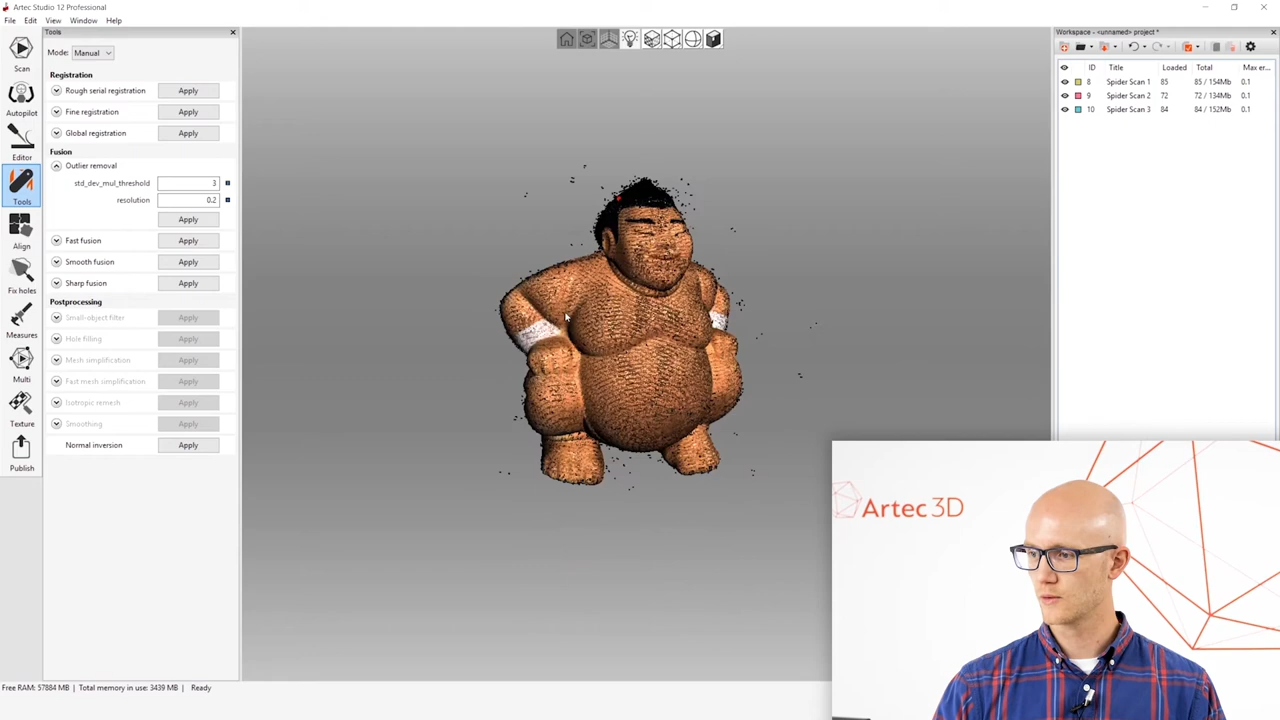 Artec Studio 12 Professional
File Edit View Window Help
Tools
Workspace - <unnamed> project *
Mode: Manual
Scan
Autopilot
Editor
Tools
Align
Fix holes
Measures
Multi
Texture
Publish
Registration
Rough serial registration Apply
Fine registration Apply
Global registration Apply
Fusion
Outlier removal
std_dev_mul_threshold 3
resolution 0.2
Apply
Fast fusion Apply
Smooth fusion Apply
Sharp fusion Apply
Postprocessing
Small-object filter Apply
Hole filling Apply
Mesh simplification Apply
Fast mesh simplification Apply
Isotropic remesh Apply
Smoothing Apply
Normal inversion Apply
ID Title Loaded Total Max er...
8 Spider Scan 1 85 85 / 154Mb 0.1
9 Spider Scan 2 72 72 / 134Mb 0.1
10 Spider Scan 3 84 84 / 152Mb 0.1
Artec 3D
Free RAM: 57884 MB | Total memory in use: 3439 MB | Ready